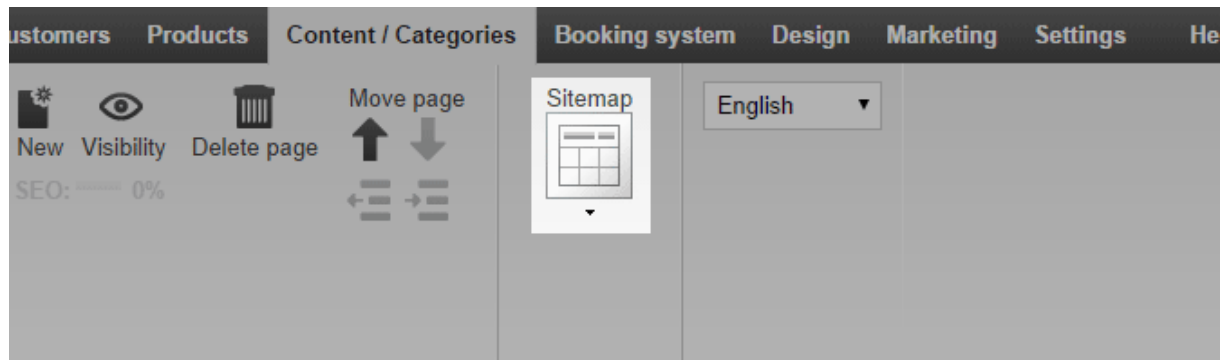 ustomers Products Content / Categories Booking system Design Marketing Settings He
Move page Sitemap English
New Visibility Delete page
SEO: 0%